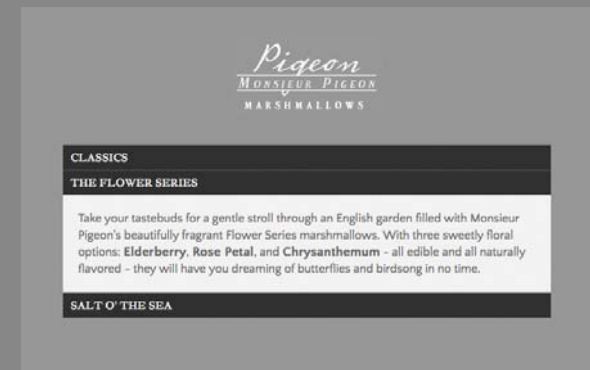 Pigeon
MONSIEUR PIGEON
MARSHMALLOWS
CLASSICS
THE FLOWER SERIES
Take your tastebuds for a gentle stroll through an English garden filled with Monsieur
Pigeon's beautifully fragrant Flower Series marshmallows. With three sweetly floral
options: Elderberry, Rose Petal, and Chrysanthemum – all edible and all naturally
flavored – they will have you dreaming of butterflies and birdsong in no time.
SALT O' THE SEA